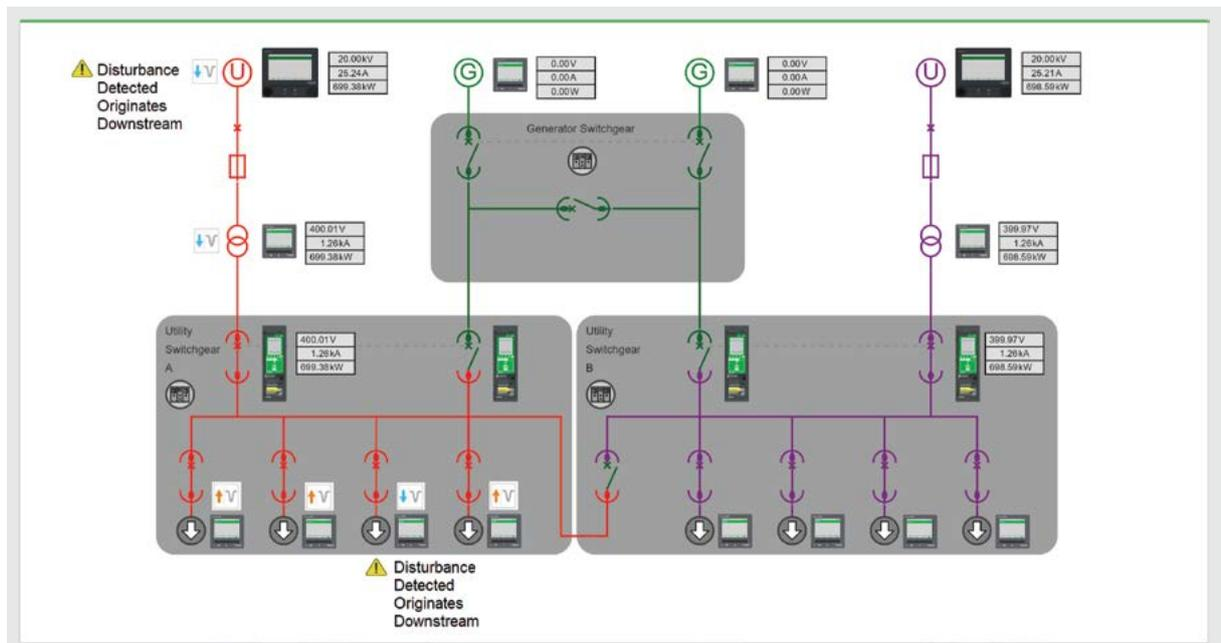 Disturbance
Detected
Originates
Downstream
U
20.00kV
25.24A
699.38kW
G
0.00V
0.00A
0.00W
G
0.00V
0.00A
0.00W
U
20.00kV
25.21A
698.59kW
Generator Switchgear
400.01V
1.26kA
699.38kW
399.97V
1.26kA
698.59kW
Utility
Switchgear
A
400.01V
1.26kA
699.38kW
Utility
Switchgear
B
399.97V
1.26kA
698.59kW
Disturbance
Detected
Originates
Downstream